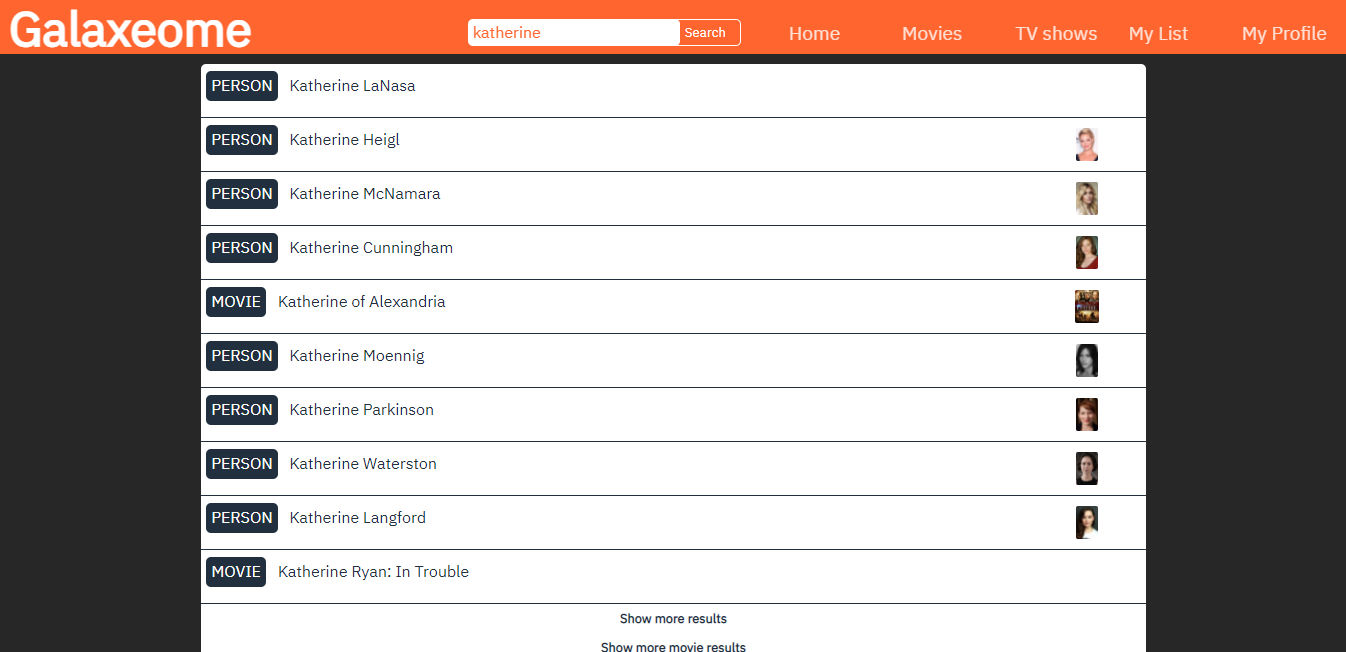 Galaxeome
katherine
Search
Home
Movies
TV shows
My List
My Profile
PERSON Katherine LaNasa
PERSON Katherine Heigl
PERSON Katherine McNamara
PERSON Katherine Cunningham
MOVIE Katherine of Alexandria
PERSON Katherine Moennig
PERSON Katherine Parkinson
PERSON Katherine Waterston
PERSON Katherine Langford
MOVIE Katherine Ryan: In Trouble
Show more results
Show more movie results